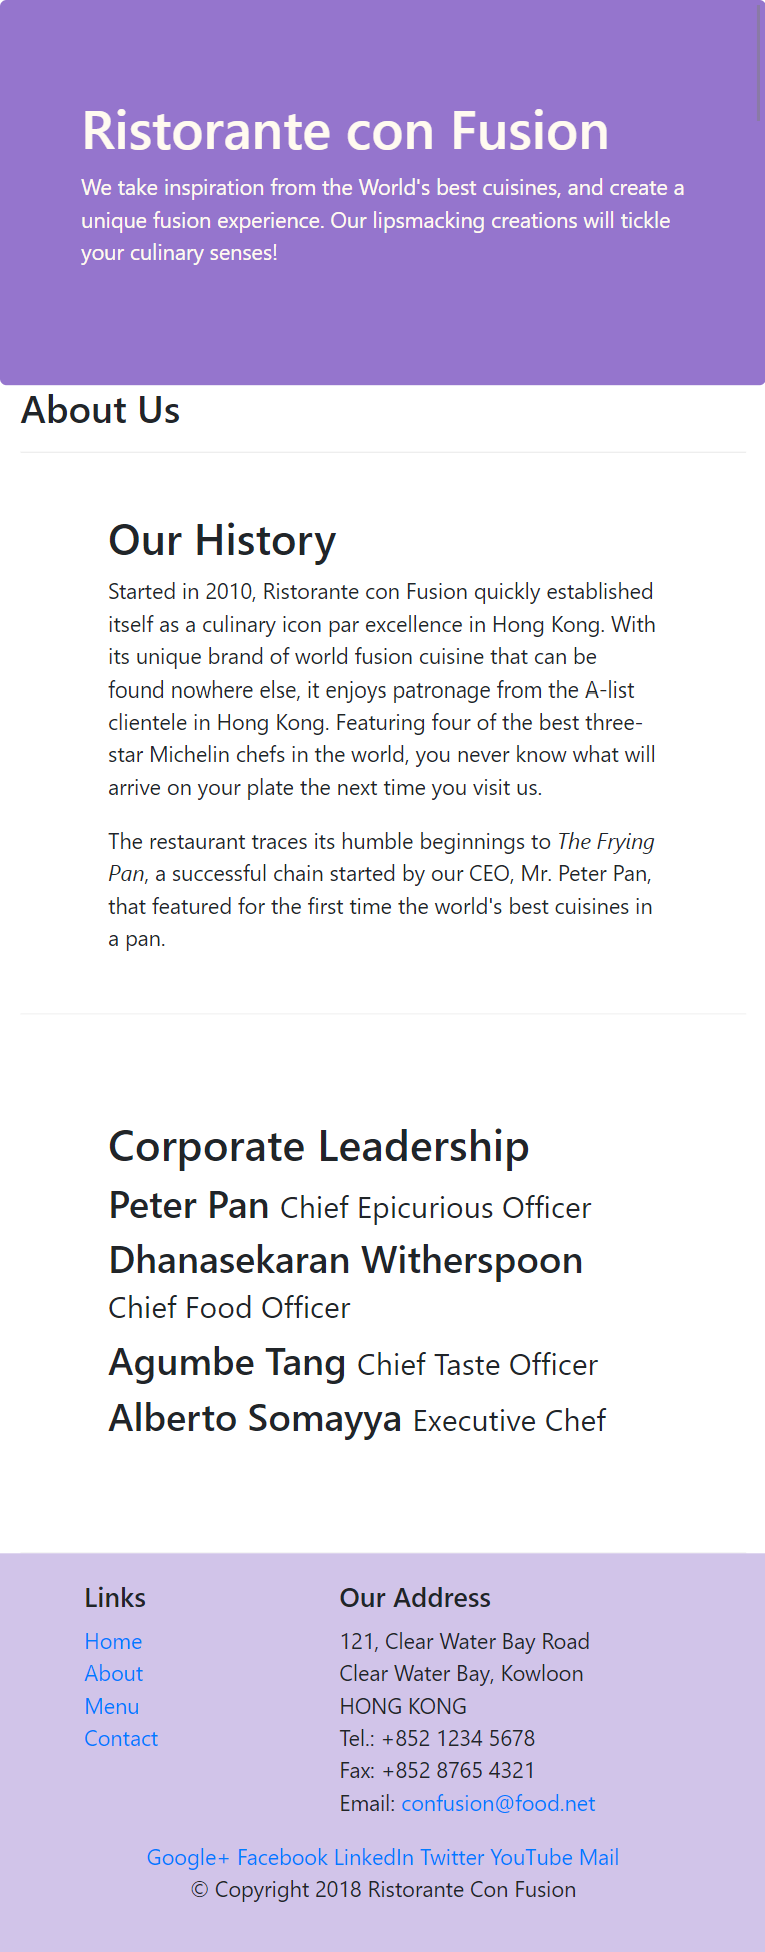 Ristorante con Fusion
We take inspiration from the World's best cuisines, and create a
unique fusion experience. Our lipsmacking creations will tickle
your culinary senses!
About Us
Our History
Started in 2010, Ristorante con Fusion quickly established
itself as a culinary icon par excellence in Hong Kong. With
its unique brand of world fusion cuisine that can be
found nowhere else, it enjoys patronage from the A-list
clientele in Hong Kong. Featuring four of the best three-
star Michelin chefs in the world, you never know what will
arrive on your plate the next time you visit us.
The restaurant traces its humble beginnings to The Frying
Pan, a successful chain started by our CEO, Mr. Peter Pan,
that featured for the first time the world's best cuisines in
a pan.
Corporate Leadership
Peter Pan Chief Epicurious Officer
Dhanasekaran Witherspoon
Chief Food Officer
Agumbe Tang Chief Taste Officer
Alberto Somayya Executive Chef
Links
Home
About
Menu
Contact
Our Address
121, Clear Water Bay Road
Clear Water Bay, Kowloon
HONG KONG
Tel.: +852 1234 5678
Fax: +852 8765 4321
Email: confusion@food.net
Google+ Facebook LinkedIn Twitter YouTube Mail
© Copyright 2018 Ristorante Con Fusion